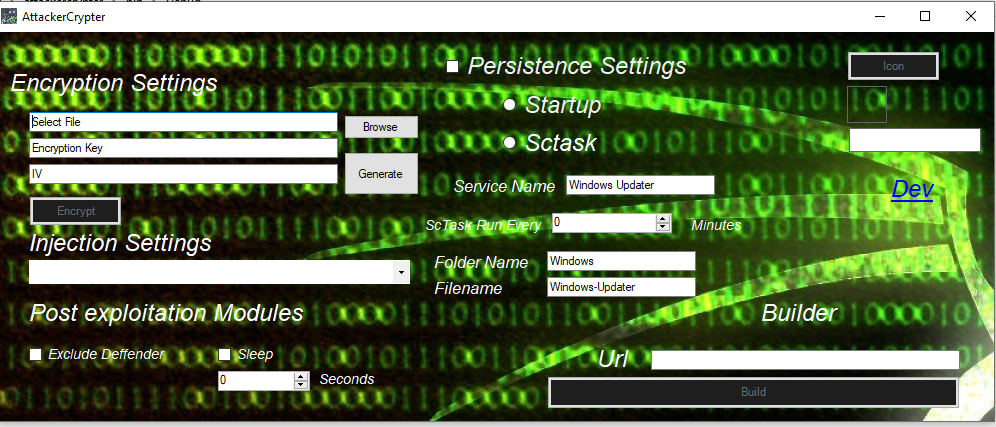 AttackerCrypter
Encryption Settings
Select File
Browse
Encryption Key
IV
Generate
Encrypt
Injection Settings
Post exploitation Modules
Exclude Deffender
Sleep
0
Seconds
Persistence Settings
Startup
Sctask
Service Name
Windows Updater
ScTask Run Every
0
Minutes
Folder Name
Windows
Filename
Windows-Updater
Icon
Dev
Builder
Url
Build